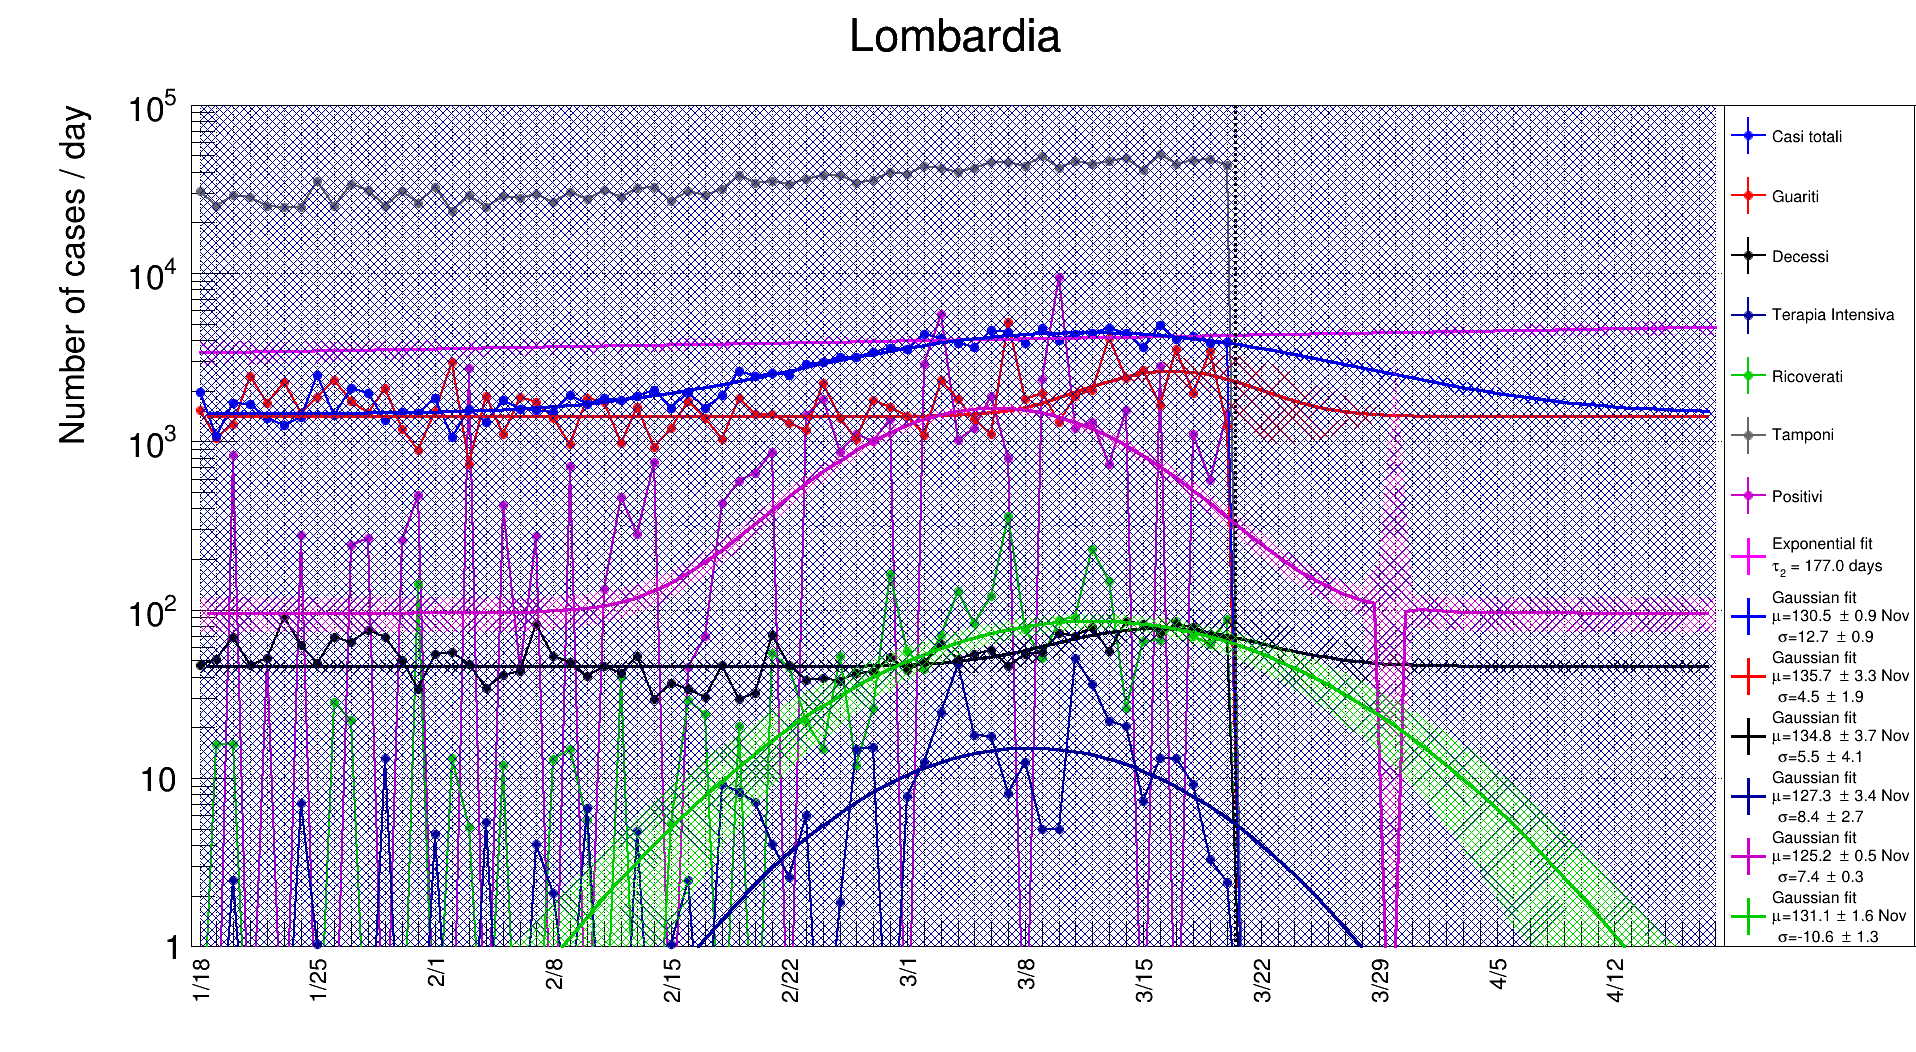 Lombardia
Number of cases / day
10^5
10^4
10^3
10^2
10
1
1/18
1/25
2/1
2/8
2/15
2/22
3/1
3/8
3/15
3/22
3/29
4/5
4/12
Casi totali
Guariti
Decessi
Terapia Intensiva
Ricoverati
Tamponi
Positivi
Exponential fit
τ₂ = 177.0 days
Gaussian fit
μ=130.5 ± 0.9 Nov
σ=12.7 ± 0.9
Gaussian fit
μ=135.7 ± 3.3 Nov
σ=4.5 ± 1.9
Gaussian fit
μ=134.8 ± 3.7 Nov
σ=5.5 ± 4.1
Gaussian fit
μ=127.3 ± 3.4 Nov
σ=8.4 ± 2.7
Gaussian fit
μ=125.2 ± 0.5 Nov
σ=7.4 ± 0.3
Gaussian fit
μ=131.1 ± 1.6 Nov
σ=-10.6 ± 1.3